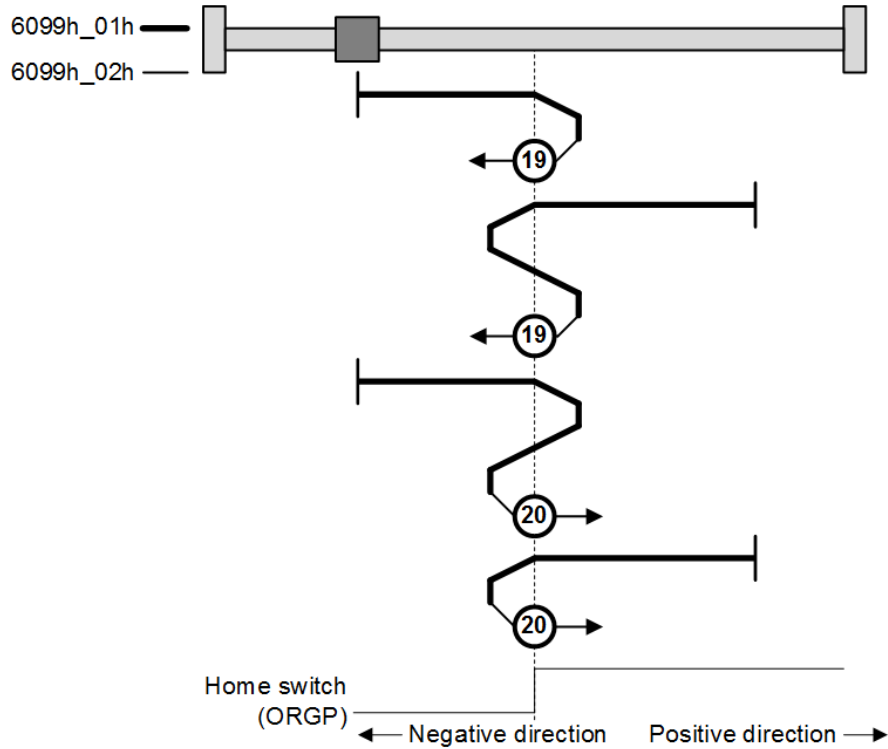 6099h_01h
6099h_02h
19
19
20
20
Home switch
(ORGP)
Negative direction
Positive direction